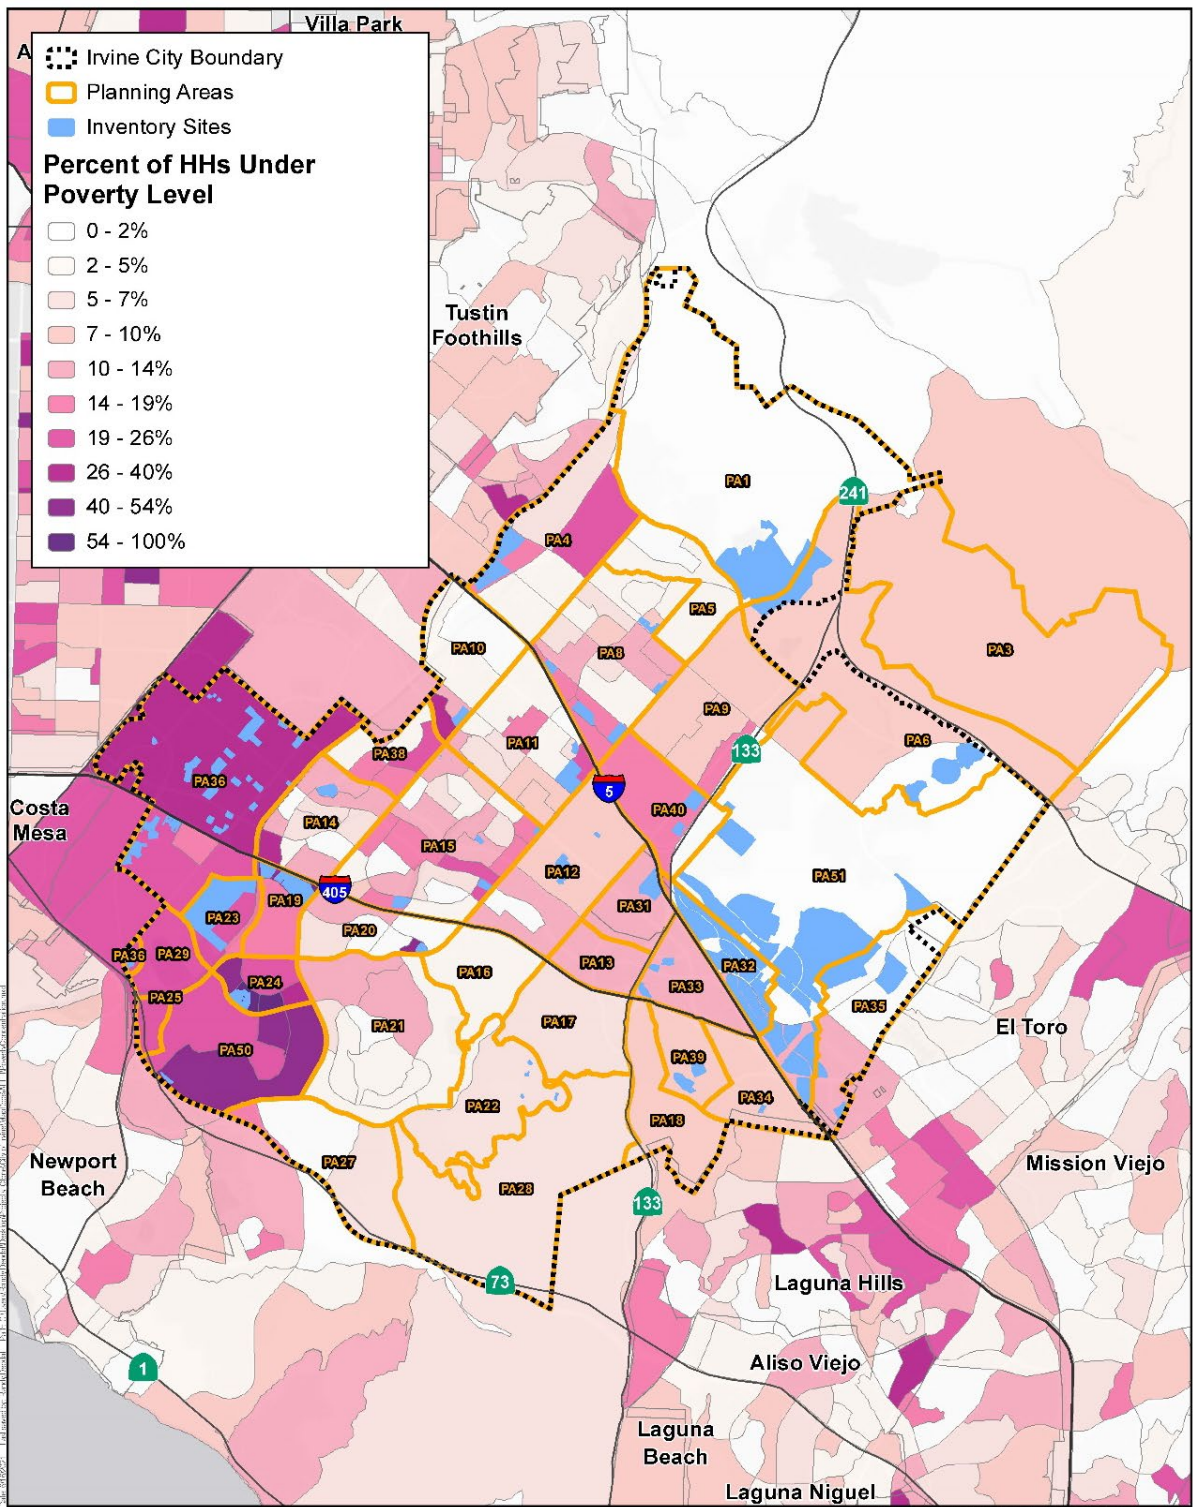 Villa Park
A
Irvine City Boundary
Planning Areas
Inventory Sites
Percent of HHs Under
Poverty Level
0 - 2%
2 - 5%
5 - 7%
7 - 10%
10 - 14%
14 - 19%
19 - 26%
26 - 40%
40 - 54%
54 - 100%
Tustin
Foothills
PA1
241
PA4
PA5
PA10
PA8
PA3
PA9
PA38
PA11
PA6
133
PA36
5
Costa
Mesa
PA14
PA40
PA15
PA12
PA51
405
PA19
PA31
PA23
PA20
PA36
PA29
PA13
PA32
PA16
PA24
PA33
PA25
PA35
PA17
PA21
El Toro
PA50
PA39
PA34
PA22
PA18
PA27
Newport
Beach
Mission Viejo
PA28
133
73
Laguna Hills
1
Aliso Viejo
Laguna
Beach
Laguna Niguel